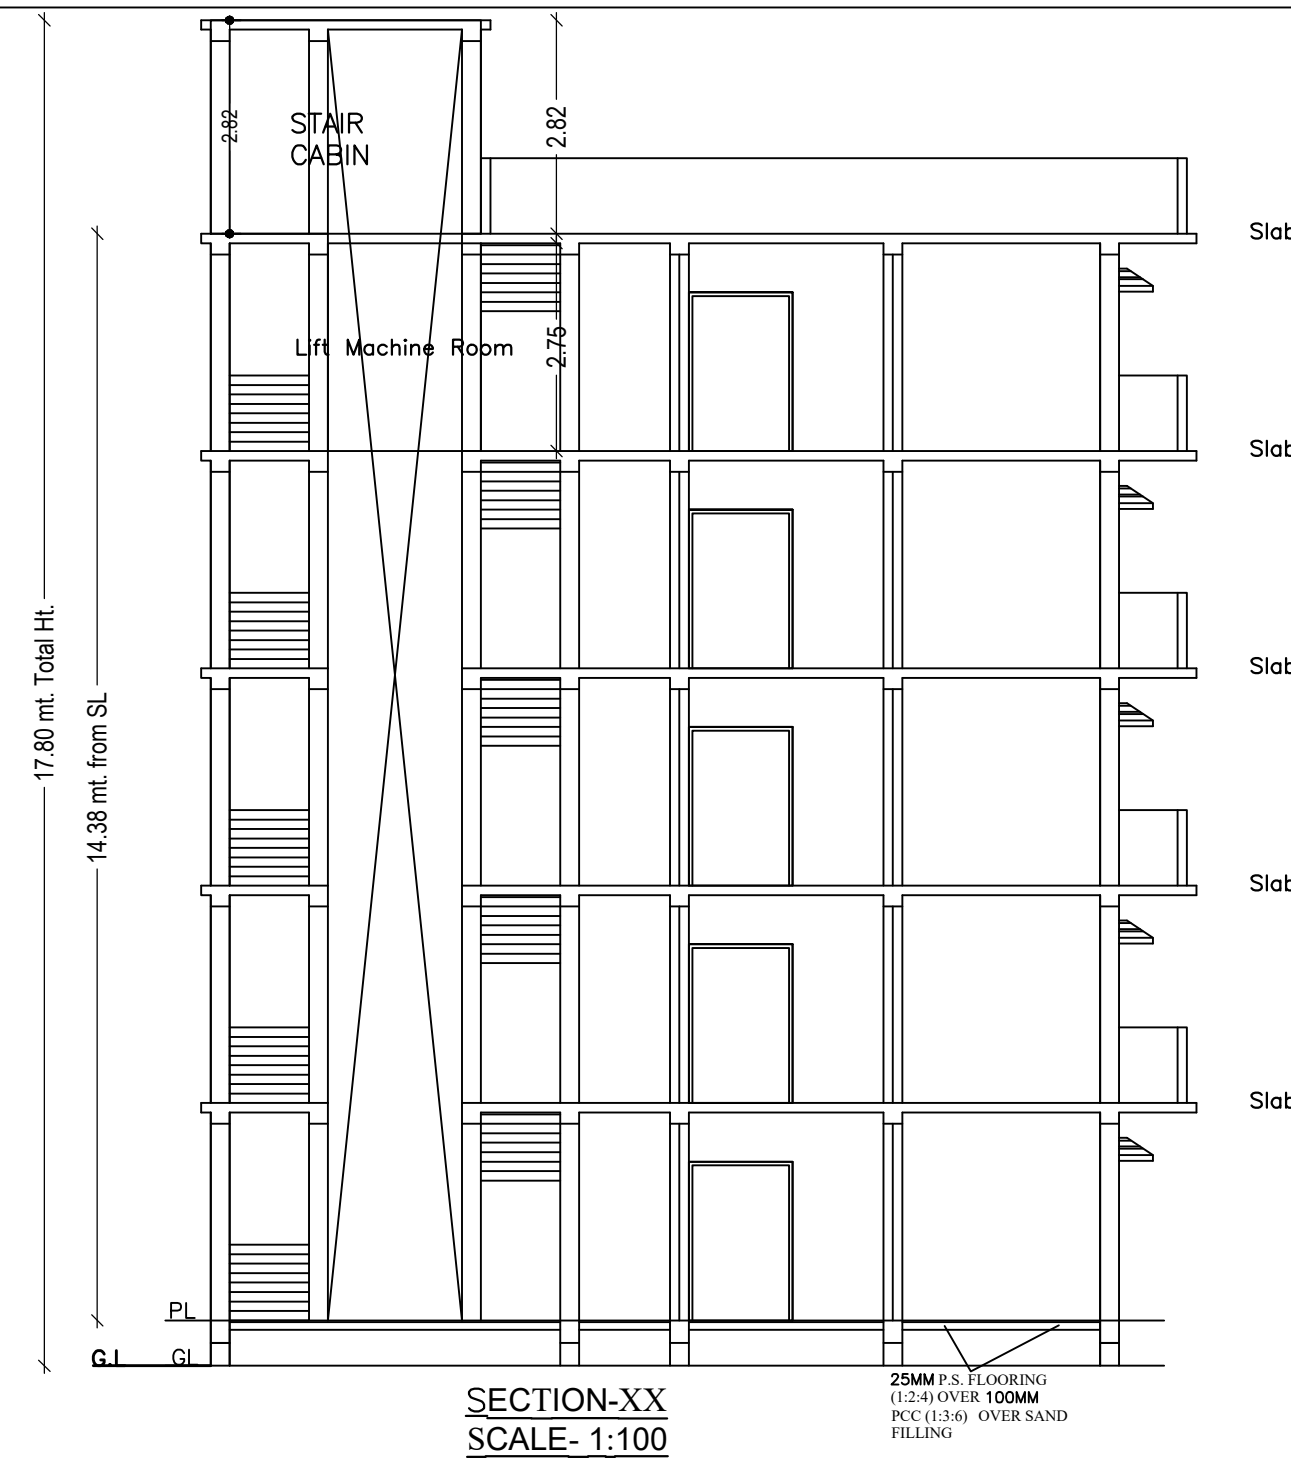 2.82
STAIR
CABIN
2.82
Slab
Lift Machine Room
2.75
Slab
17.80 mt. Total Ht.
14.38 mt. from SL
Slab
Slab
Slab
PL
G.L
GL
25MM P.S. FLOORING
(1:2:4) OVER 100MM
PCC (1:3:6) OVER SAND
FILLING
SECTION-XX
SCALE- 1:100